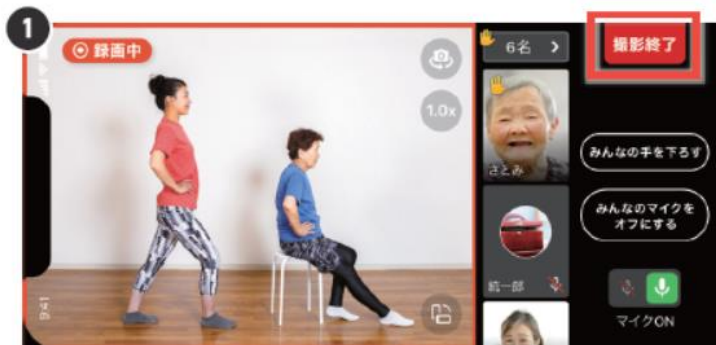 1
録画中
1.0x
6名
さとみ
統一郎
撮影終了
みんなの手を下ろす
みんなのマイクを
オフにする
マイクON